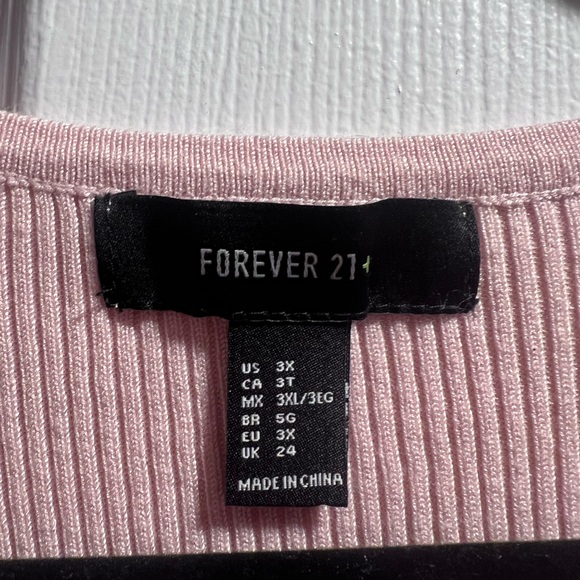 FOREVER 21+
US 3X
CA 3T
MX 3XL/3EG
BR 5G
EU 3X
UK 24
MADE IN CHINA